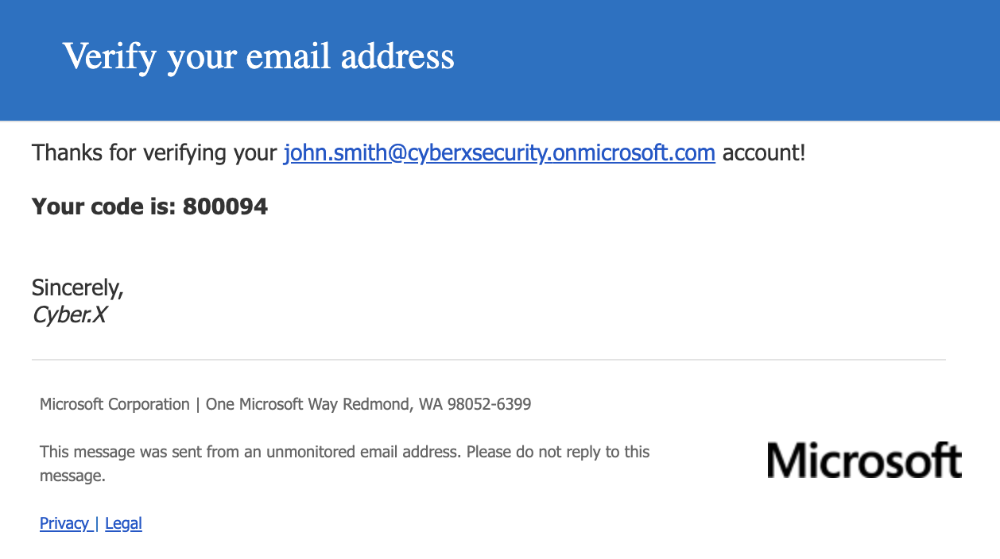 Verify your email address
Thanks for verifying your john.smith@cyberxsecurity.onmicrosoft.com account!
Your code is: 800094
Sincerely,
Cyber.X
Microsoft Corporation | One Microsoft Way Redmond, WA 98052-6399
This message was sent from an unmonitored email address. Please do not reply to this
message.
Microsoft
Privacy | Legal